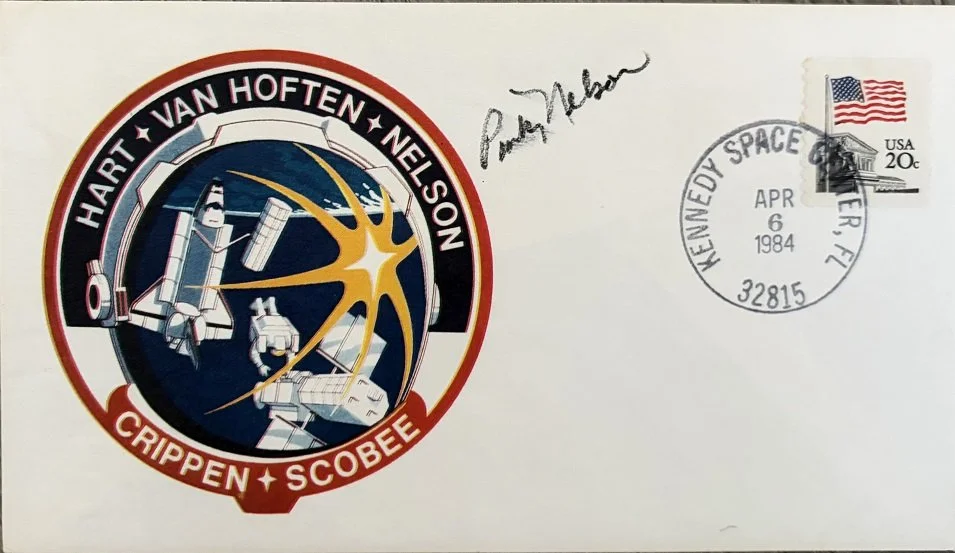 HART ✦ VAN HOFTEN ✦ NELSON
CRIPPEN ✦ SCOBEE
Pinky Nelson
USA
20c
KENNEDY SPACE CENTER, FL
APR
6
1984
32815